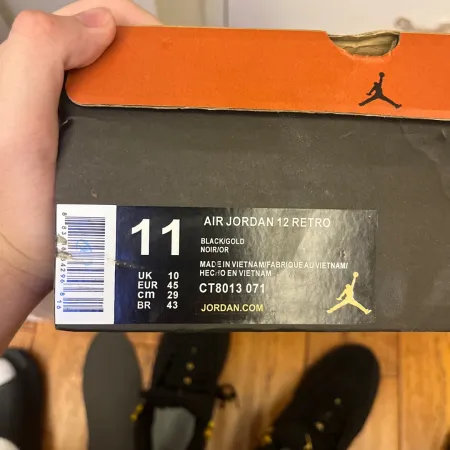 AIR JORDAN 12 RETRO
11
BLACK/GOLD
NOIR/OR
MADE IN VIETNAM/FABRIQUE AU VIETNAM/
HECHO EN VIETNAM
UK 10
EUR 45
cm 29
BR 43
CT8013 071
JORDAN.COM